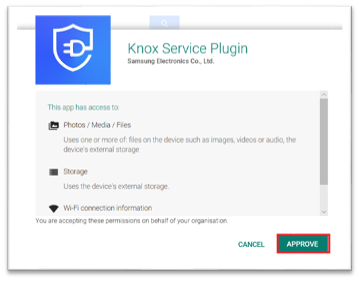 Knox Service Plugin
Samsung Electronics Co., Ltd.
This app has access to:
Photos / Media / Files
Uses one or more of: files on the device such as images, videos or audio, the
device's external storage
Storage
Uses the device's external storage.
Wi-Fi connection information
You are accepting these permissions on behalf of your organisation.
CANCEL
APPROVE